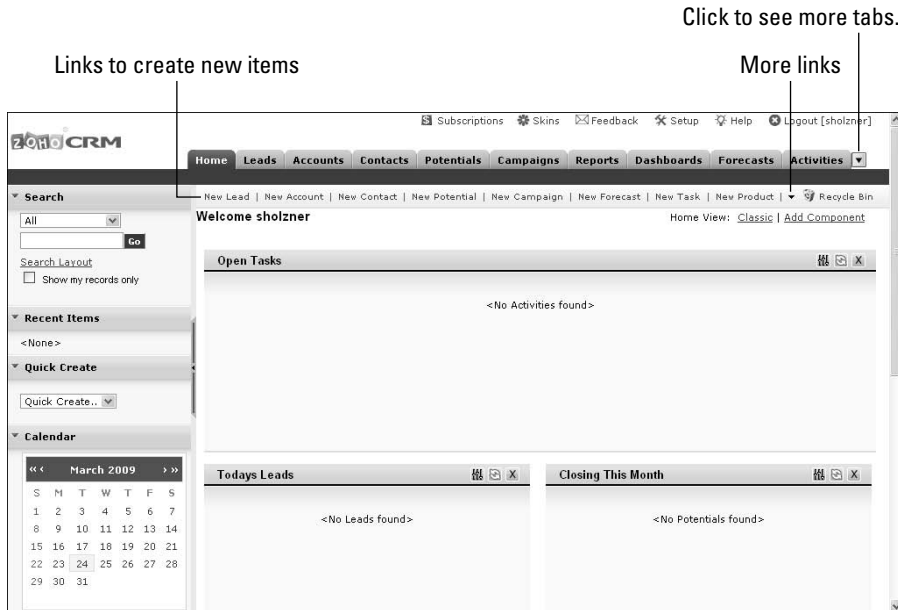 Click to see more tabs.
Links to create new items
More links
Subscriptions Skins Feedback Setup Help Logout [sholzner]
ZOHO CRM
Home Leads Accounts Contacts Potentials Campaigns Reports Dashboards Forecasts Activities
Search
New Lead | New Account | New Contact | New Potential | New Campaign | New Forecast | New Task | New Product | Recycle Bin
All
Welcome sholzner
Home View: Classic | Add Component
Go
Search Layout
Show my records only
Open Tasks
X
<No Activities found>
Recent Items
<None>
Quick Create
Quick Create..
Calendar
« ‹ March 2009 › »
S M T W T F S
1 2 3 4 5 6 7
8 9 10 11 12 13 14
15 16 17 18 19 20 21
22 23 24 25 26 27 28
29 30 31
Todays Leads
X
<No Leads found>
Closing This Month
X
<No Potentials found>